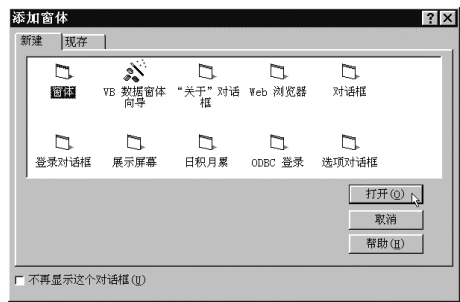 添加窗体
新建 现存
窗体 VB 数据窗体向导 “关于”对话框 Web 浏览器 对话框
登录对话框 展示屏幕 日积月累 ODBC 登录 选项对话框
打开(O)
取消
帮助(H)
不再显示这个对话框(U)